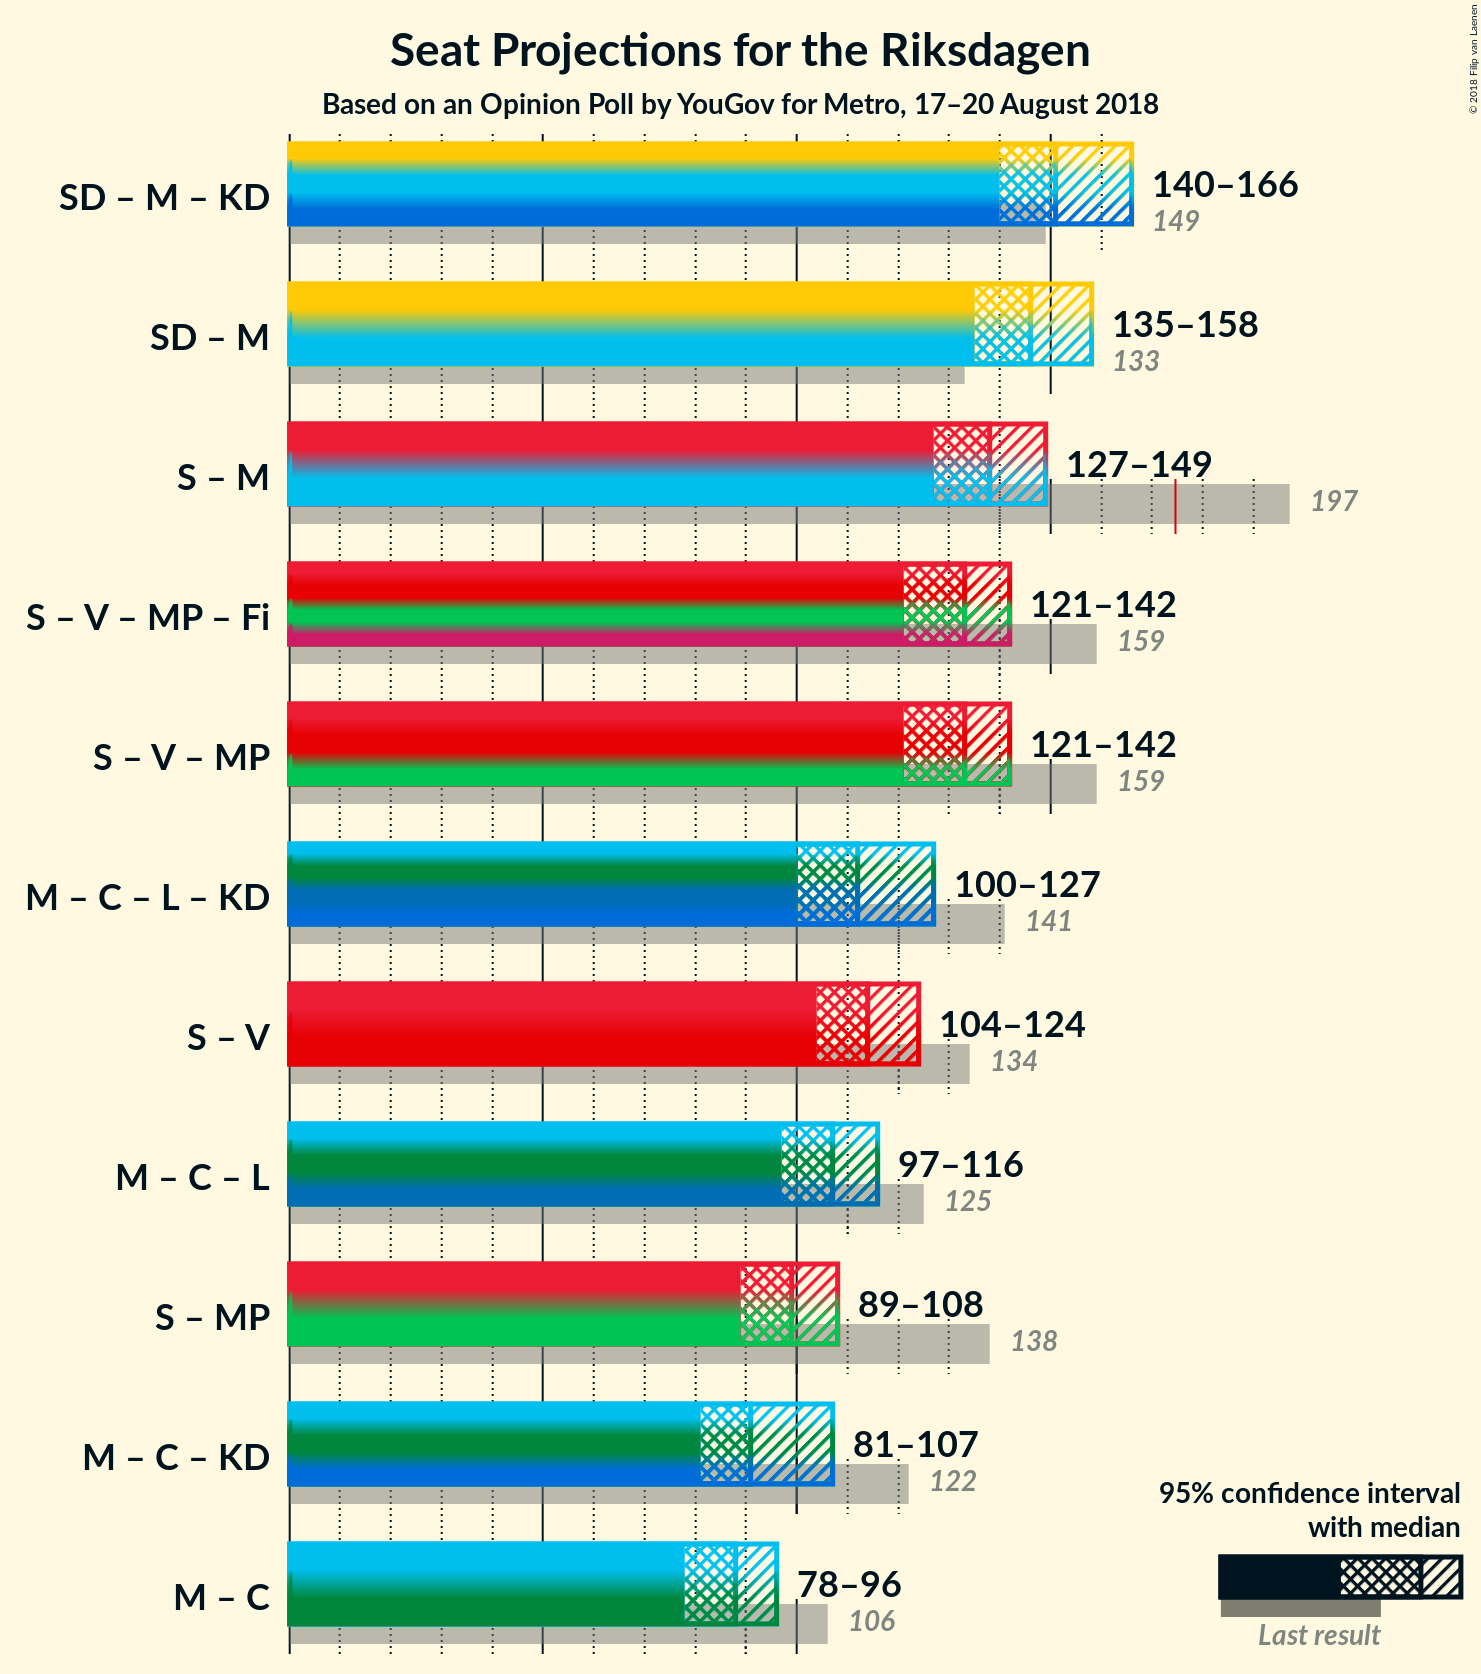 Seat Projections for the Riksdagen
Based on an Opinion Poll by YouGov for Metro, 17–20 August 2018
© 2018 Filip van Laenen
SD – M – KD
140–166
149
SD – M
135–158
133
S – M
127–149
197
S – V – MP – Fi
121–142
159
S – V – MP
121–142
159
M – C – L – KD
100–127
141
S – V
104–124
134
M – C – L
97–116
125
S – MP
89–108
138
M – C – KD
81–107
122
M – C
78–96
106
95% confidence interval
with median
Last result